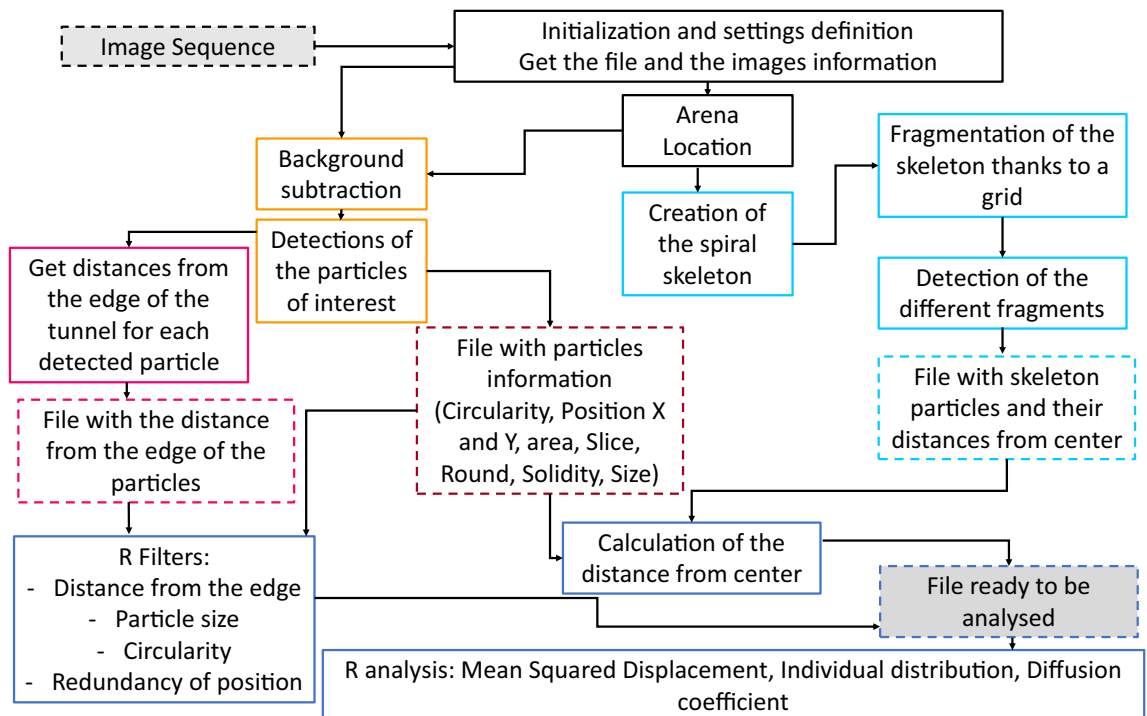 Image Sequence
Initialization and settings definition
Get the file and the images information
Arena
Location
Background
subtraction
Fragmentation of the
skeleton thanks to a
grid
Creation of
the spiral
skeleton
Detections of
the particles
of interest
Get distances from
the edge of the
tunnel for each
detected particle
Detection of the
different fragments
File with particles
information
(Circularity, Position X
and Y, area, Slice,
Round, Solidity, Size)
File with skeleton
particles and their
distances from center
File with the distance
from the edge of the
particles
R Filters:
- Distance from the edge
- Particle size
- Circularity
- Redundancy of position
Calculation of the
distance from center
File ready to be
analysed
R analysis: Mean Squared Displacement, Individual distribution, Diffusion
coefficient